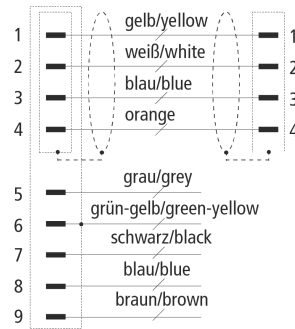 1 gelb/yellow 1
2 weiß/white 2
3 blau/blue 3
4 orange 4
5 grau/grey
6 grün-gelb/green-yellow
7 schwarz/black
8 blau/blue
9 braun/brown